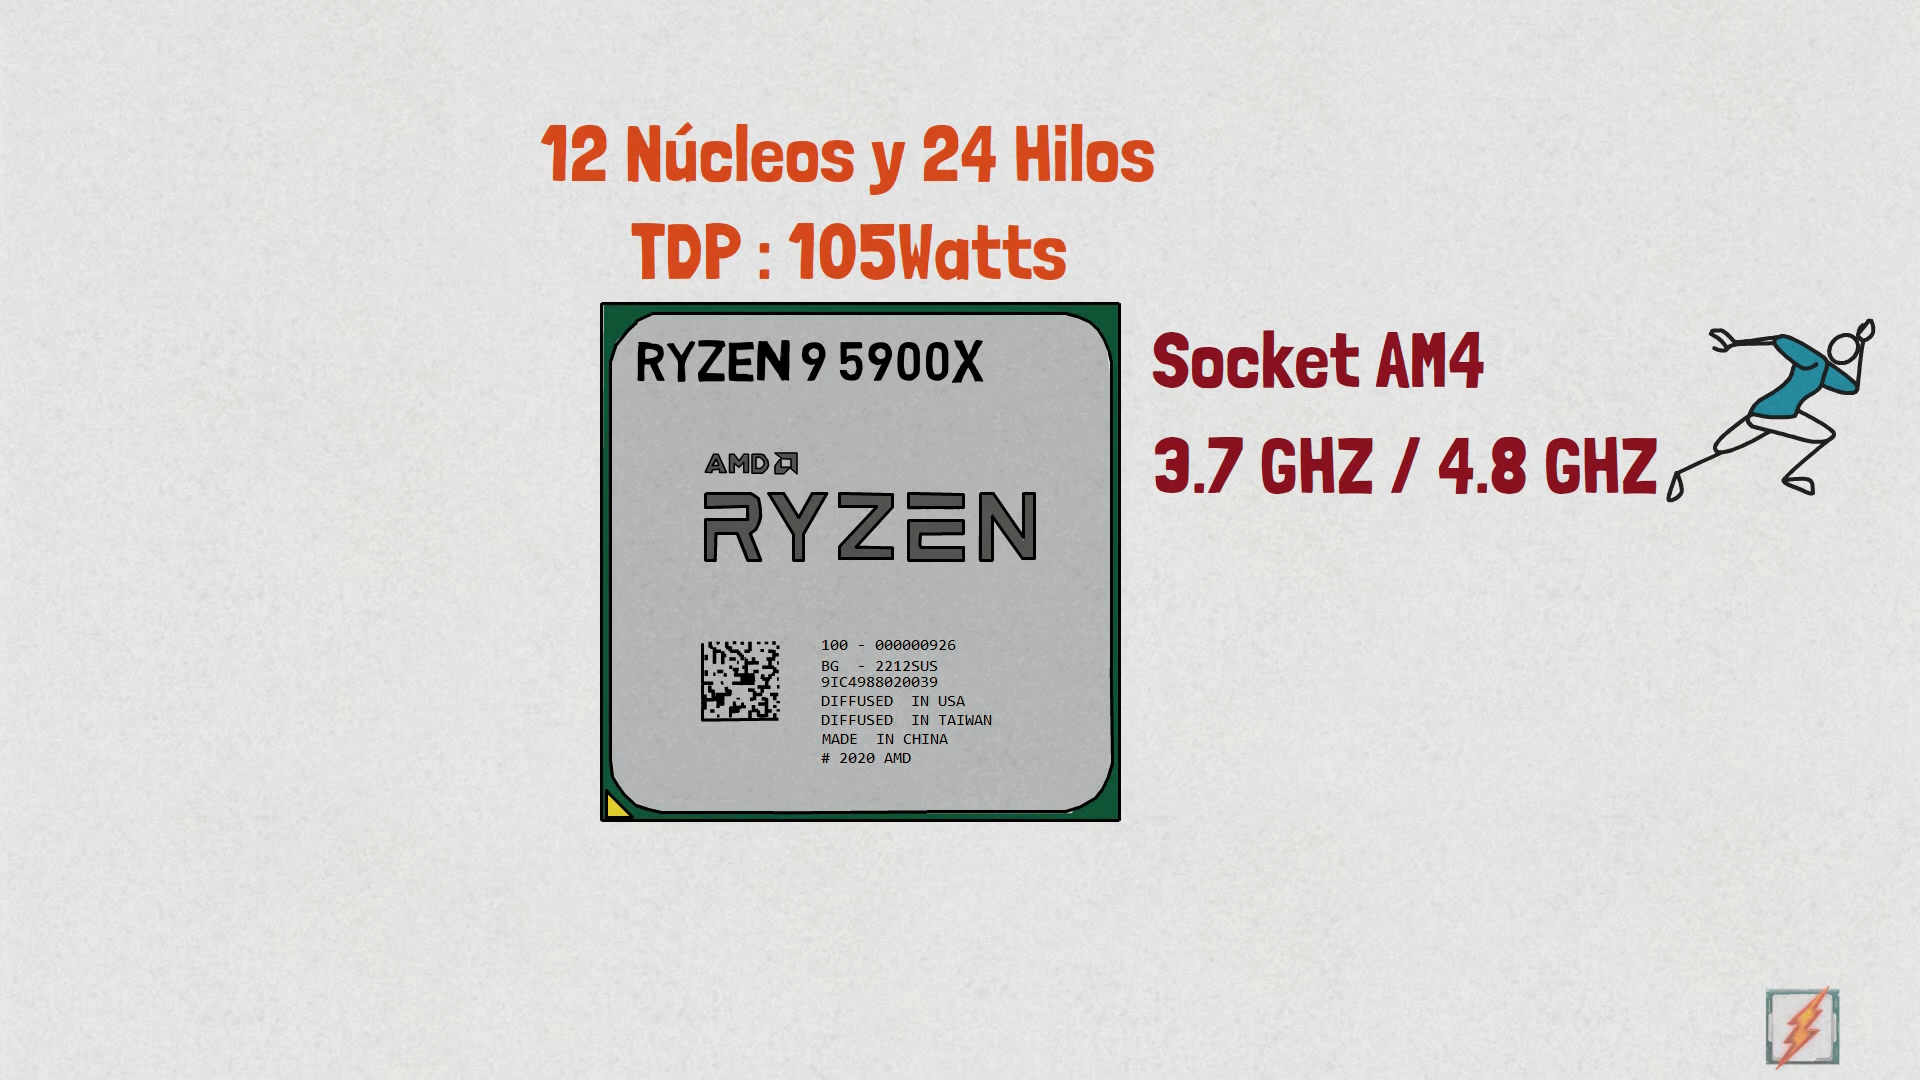 12 Núcleos y 24 Hilos
TDP : 105Watts
RYZEN 9 5900X
Socket AM4
3.7 GHZ / 4.8 GHZ
AMD
RYZEN
100 - 000000926
BG - 2212SUS
9IC4988020039
DIFFUSED IN USA
DIFFUSED IN TAIWAN
MADE IN CHINA
# 2020 AMD